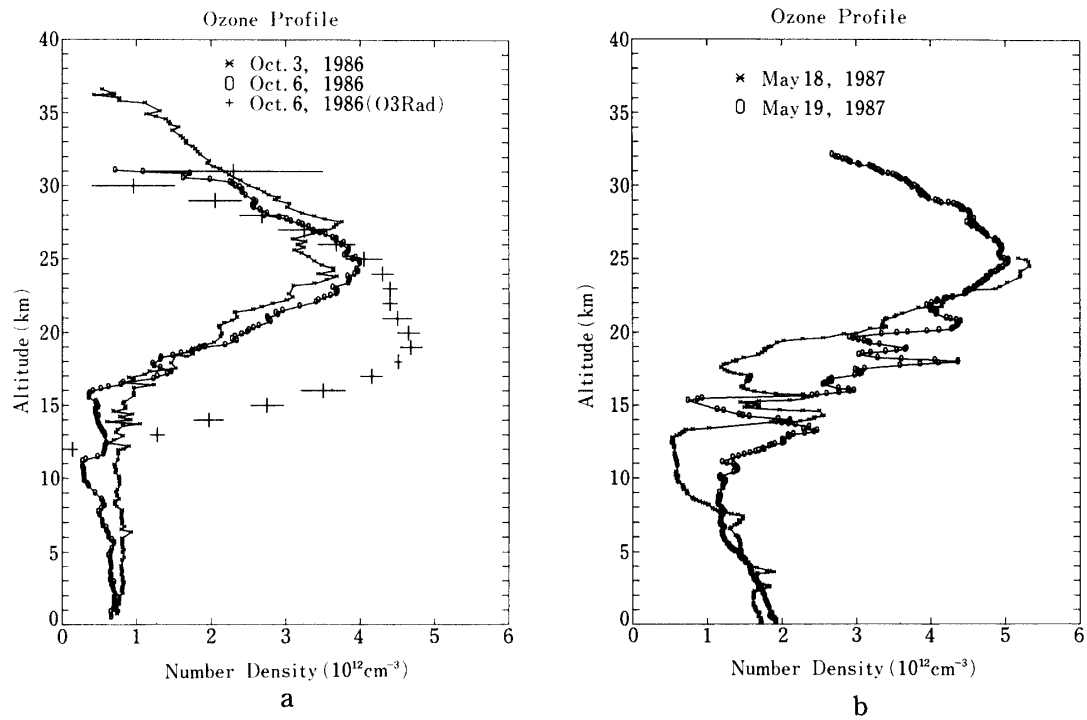 Ozone Profile
40
35
30
25
20
15
10
5
0
Altitude (km)
× Oct. 3, 1986
0 Oct. 6, 1986
+ Oct. 6, 1986 (O3Rad)
0 1 2 3 4 5 6
Number Density (10¹²cm⁻³)
a
Ozone Profile
40
35
30
25
20
15
10
5
0
Altitude (km)
× May 18, 1987
0 May 19, 1987
1 2 3 4 5 6
Number Density (10¹²cm⁻³)
b